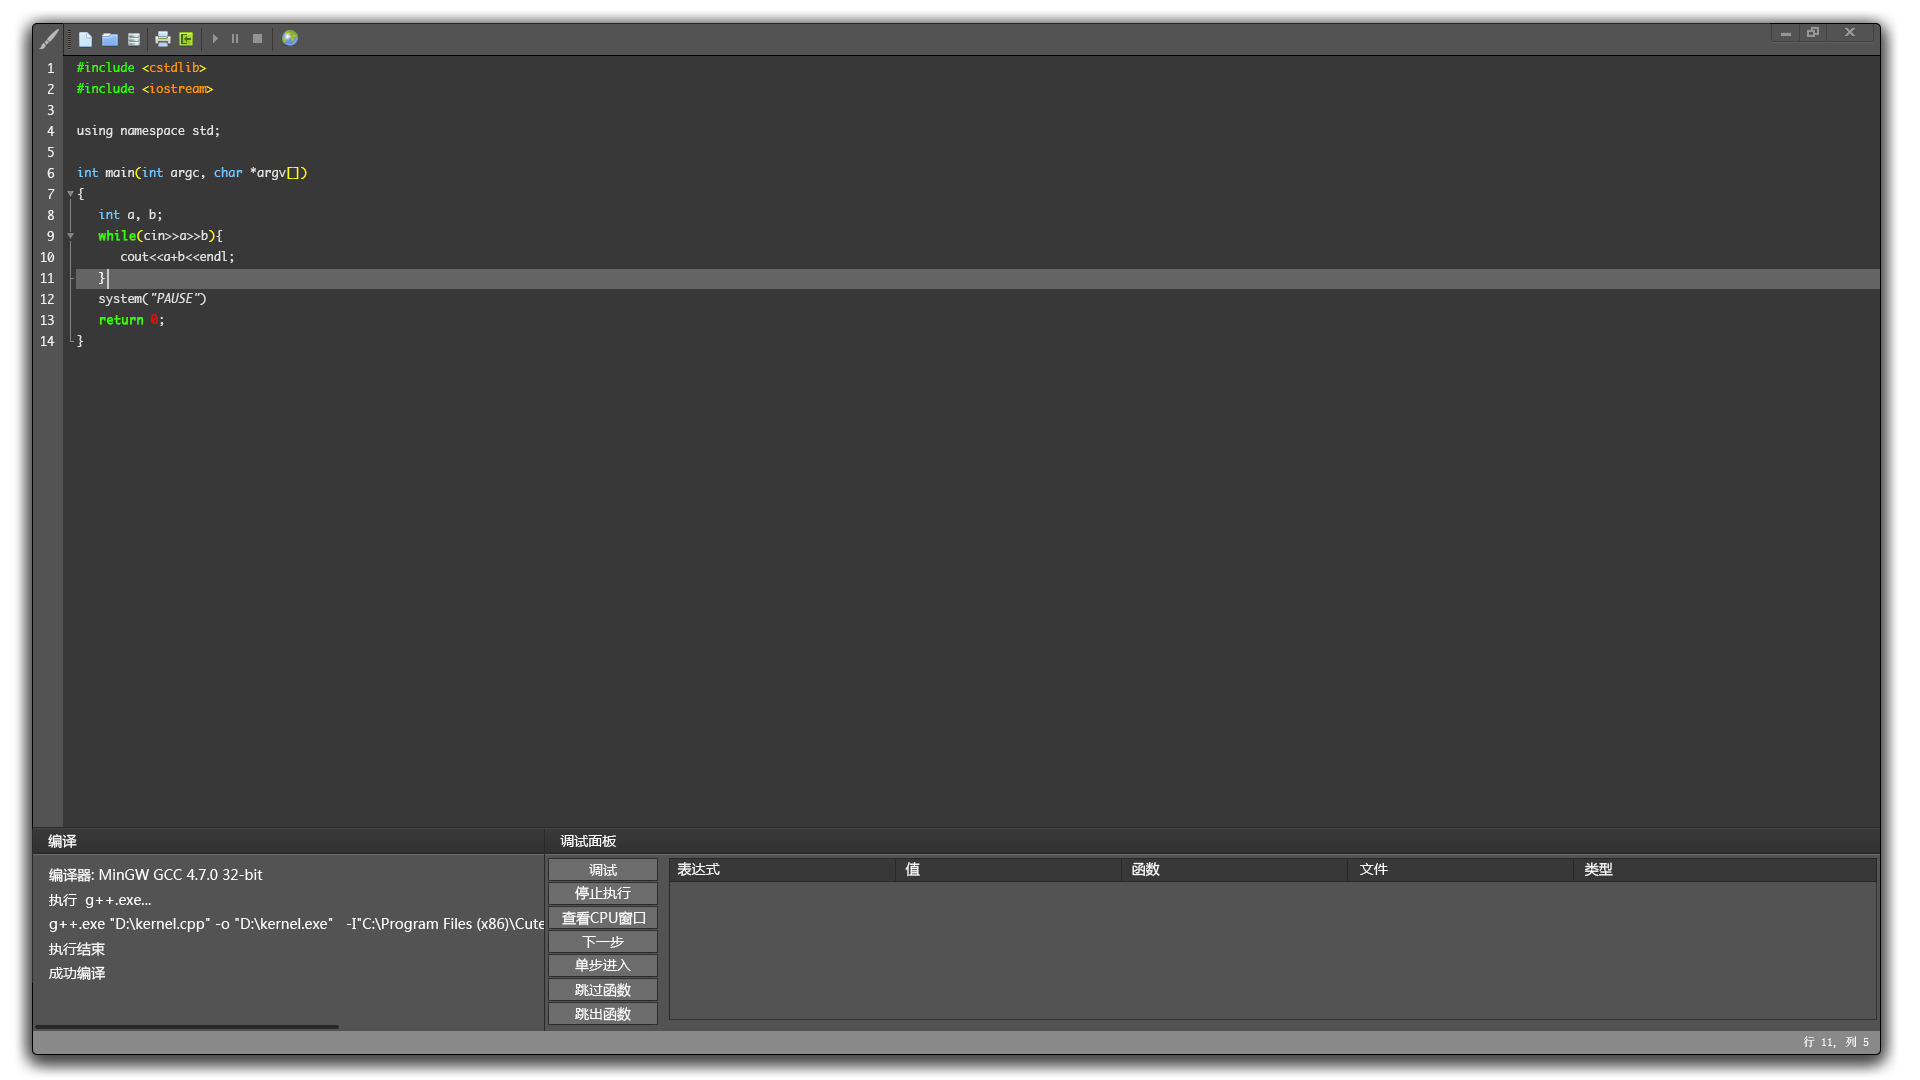 1 #include <cstdlib>
2 #include <iostream>
3
4 using namespace std;
5
6 int main(int argc, char *argv[])
7 {
8 int a, b;
9 while(cin>>a>>b){
10 cout<<a+b<<endl;
11 }
12 system("PAUSE")
13 return 0;
14 }
编译
编译器: MinGW GCC 4.7.0 32-bit
执行 g++.exe...
g++.exe "D:\kernel.cpp" -o "D:\kernel.exe" -I"C:\Program Files (x86)\Cute
执行结束
成功编译
调试面板
调试
停止执行
查看CPU窗口
下一步
单步进入
跳过函数
跳出函数
表达式 值 函数 文件 类型
行 11, 列 5